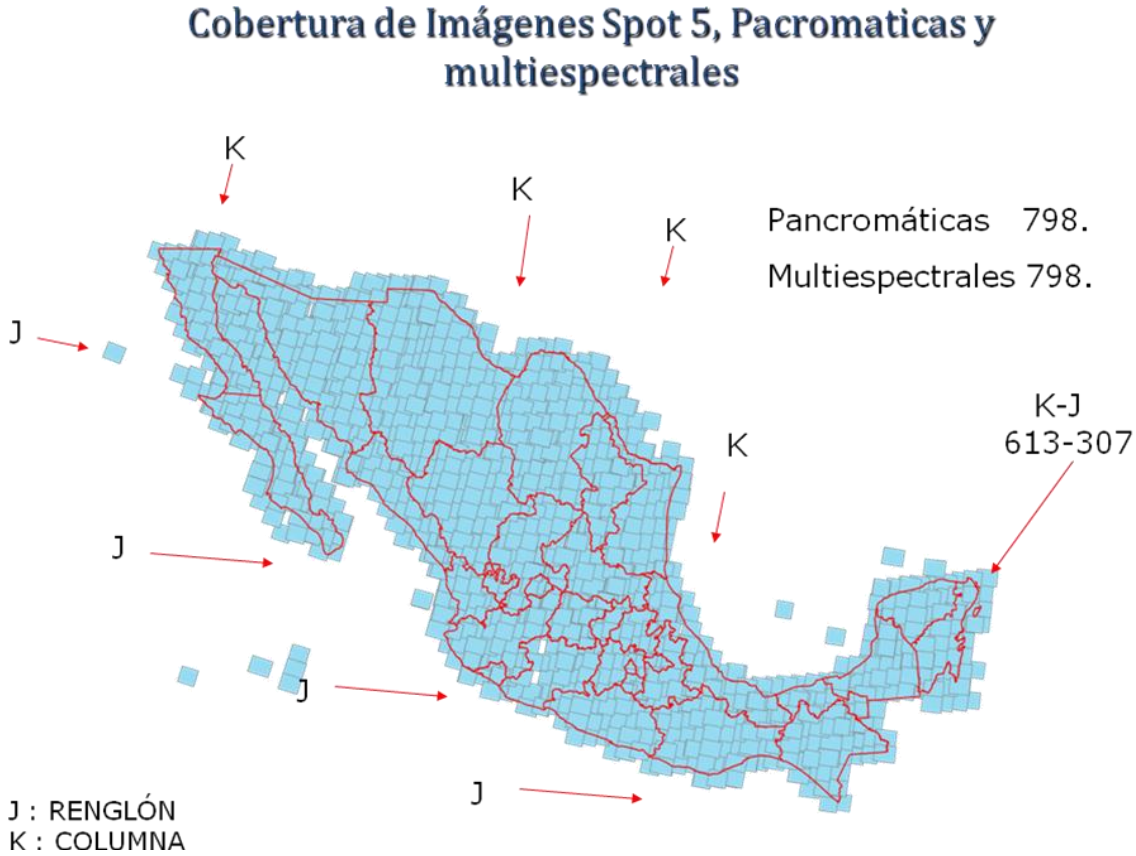 Cobertura de Imágenes Spot 5, Pacromaticas y
multiespectrales
K
K
K
Pancromáticas 798.
Multiespectrales 798.
J
K-J
613-307
K
J
J
J
J : RENGLÓN
K : COLUMNA